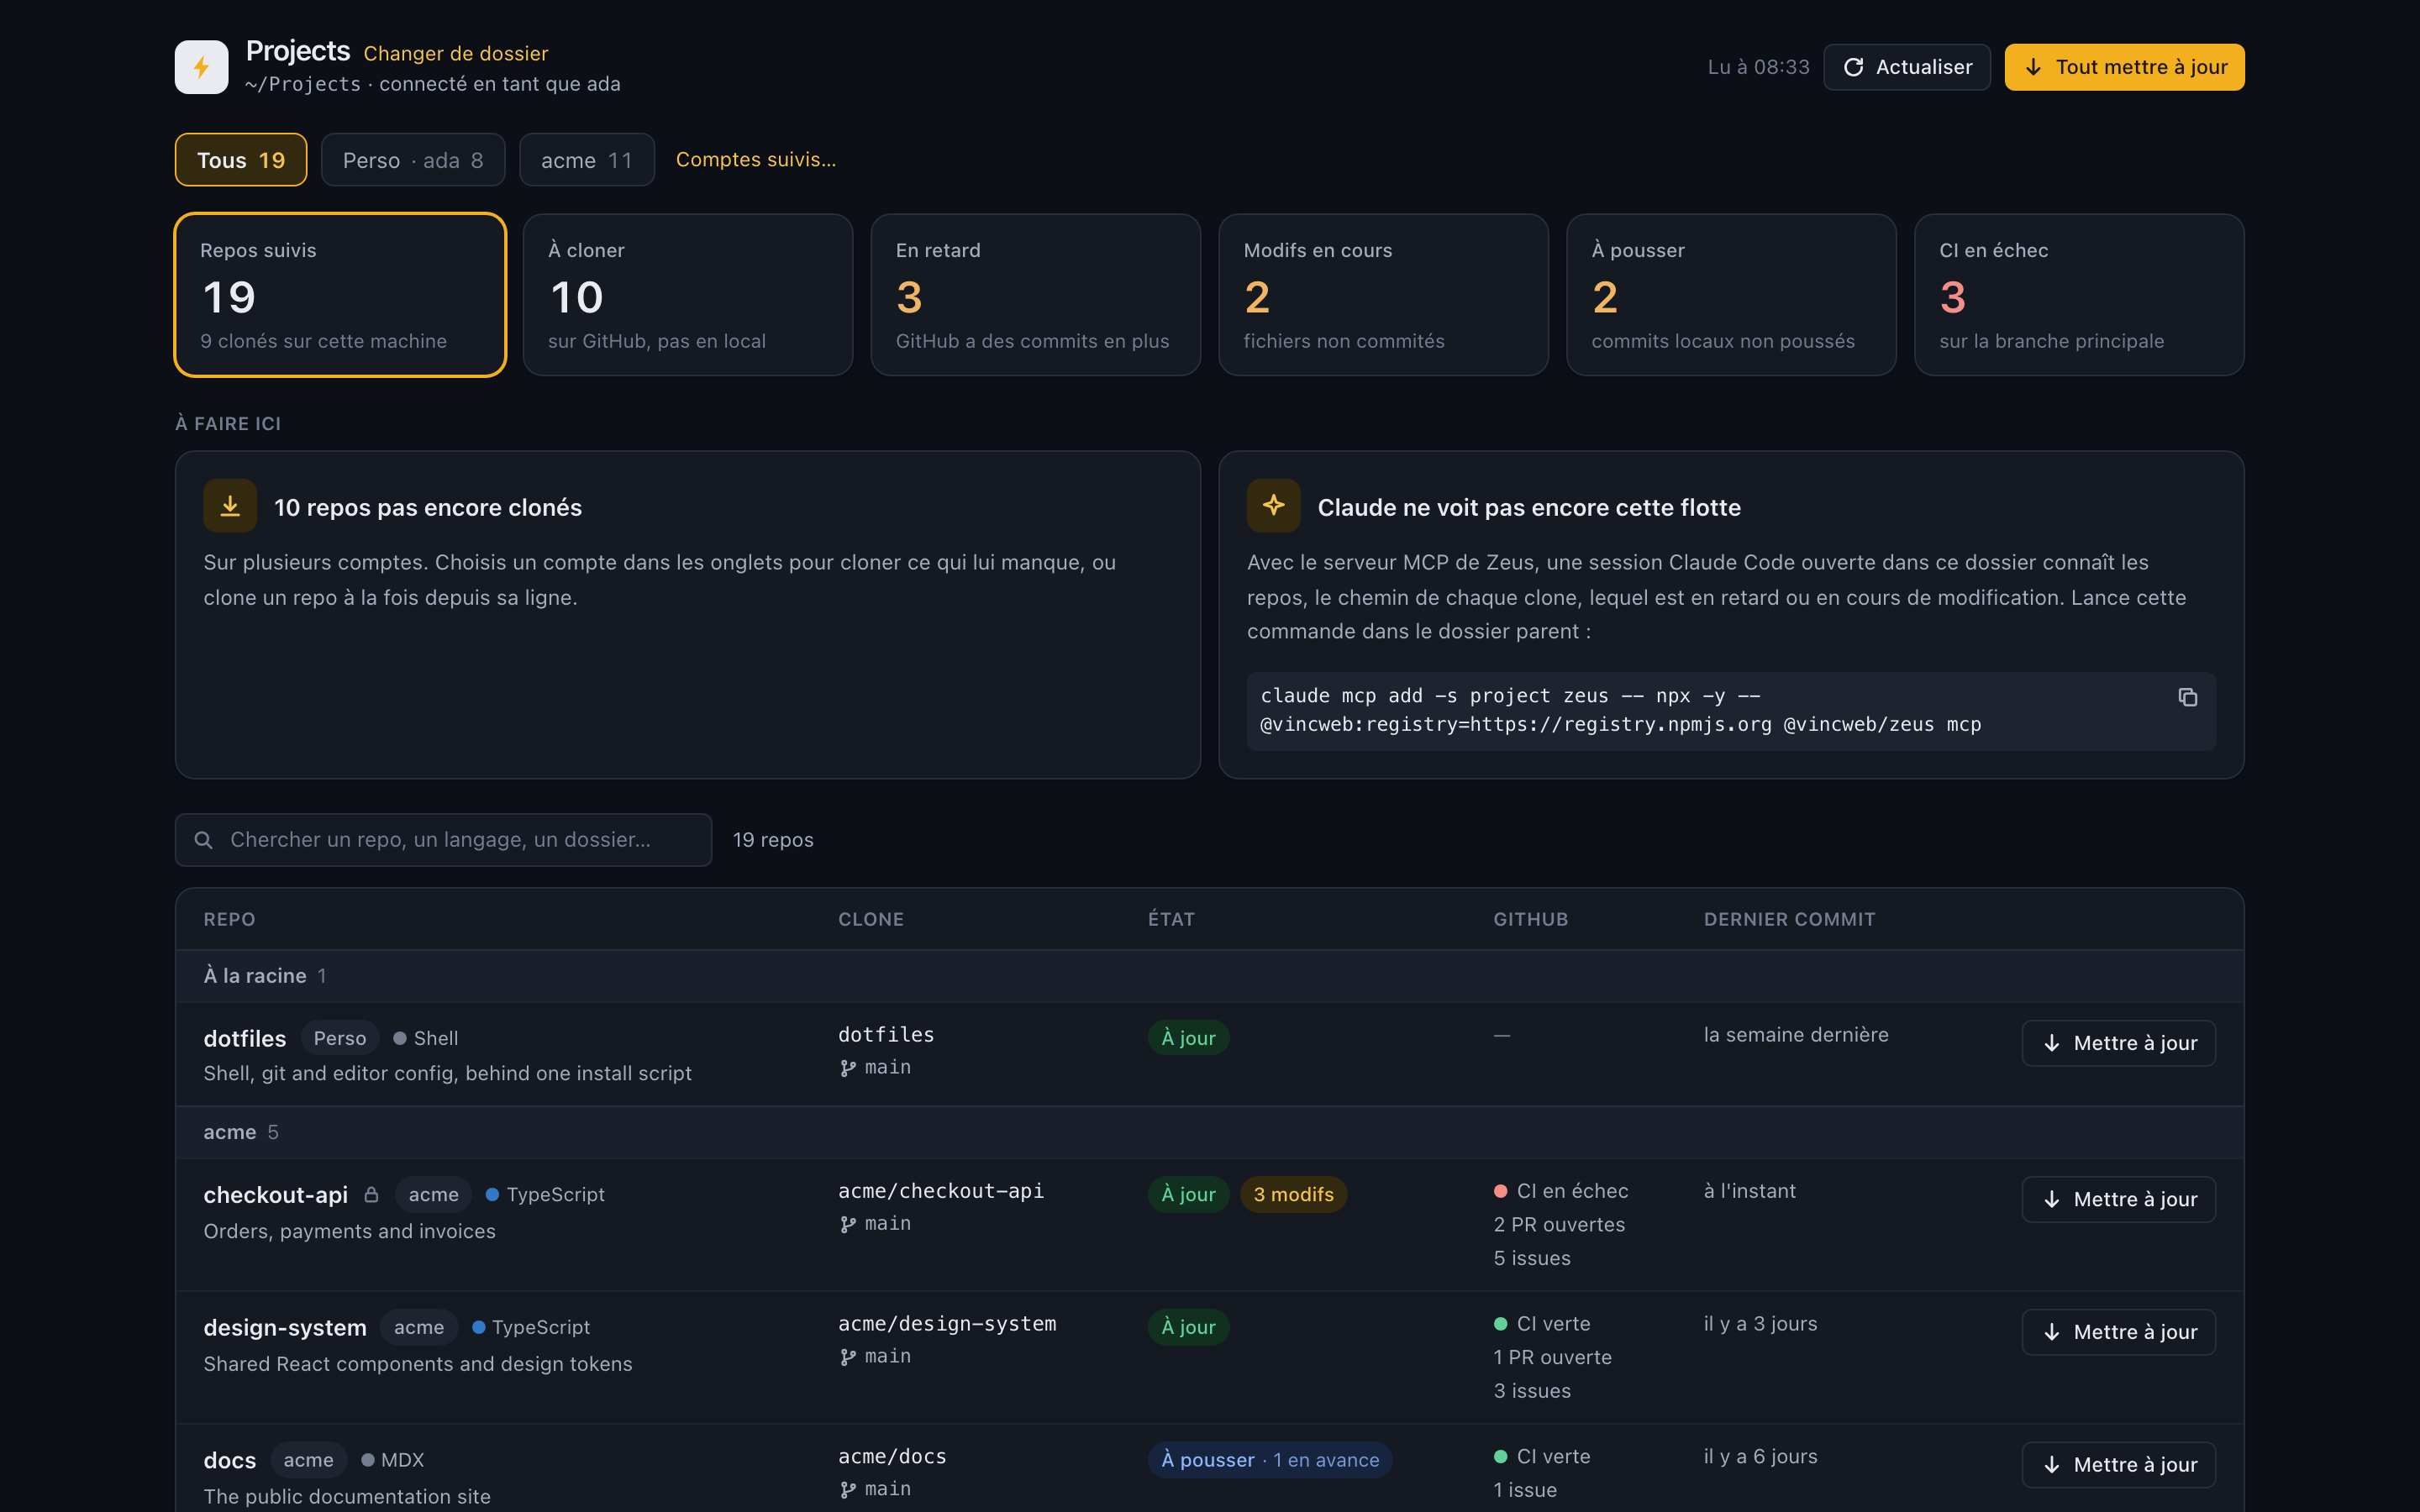 Projects Changer de dossier
~/Projects · connecté en tant que ada
Lu à 08:33 Actualiser Tout mettre à jour
Tous 19 Perso · ada 8 acme 11 Comptes suivis…
Repos suivis
19
9 clonés sur cette machine
À cloner
10
sur GitHub, pas en local
En retard
3
GitHub a des commits en plus
Modifs en cours
2
fichiers non commités
À pousser
2
commits locaux non poussés
CI en échec
3
sur la branche principale
À FAIRE ICI
10 repos pas encore clonés
Sur plusieurs comptes. Choisis un compte dans les onglets pour cloner ce qui lui manque, ou
clone un repo à la fois depuis sa ligne.
Claude ne voit pas encore cette flotte
Avec le serveur MCP de Zeus, une session Claude Code ouverte dans ce dossier connaît les
repos, le chemin de chaque clone, lequel est en retard ou en cours de modification. Lance cette
commande dans le dossier parent :
claude mcp add -s project zeus -- npx -y --
@vincweb:registry=https://registry.npmjs.org @vincweb/zeus mcp
Chercher un repo, un langage, un dossier… 19 repos
REPO CLONE ÉTAT GITHUB DERNIER COMMIT
À la racine 1
dotfiles Perso Shell dotfiles À jour — la semaine dernière Mettre à jour
Shell, git and editor config, behind one install script main
acme 5
checkout-api acme TypeScript acme/checkout-api À jour 3 modifs CI en échec à l'instant Mettre à jour
Orders, payments and invoices main 2 PR ouvertes
5 issues
design-system acme TypeScript acme/design-system À jour CI verte il y a 3 jours Mettre à jour
Shared React components and design tokens main 1 PR ouverte
3 issues
docs acme MDX acme/docs À pousser · 1 en avance CI verte il y a 6 jours Mettre à jour
The public documentation site main 1 issue